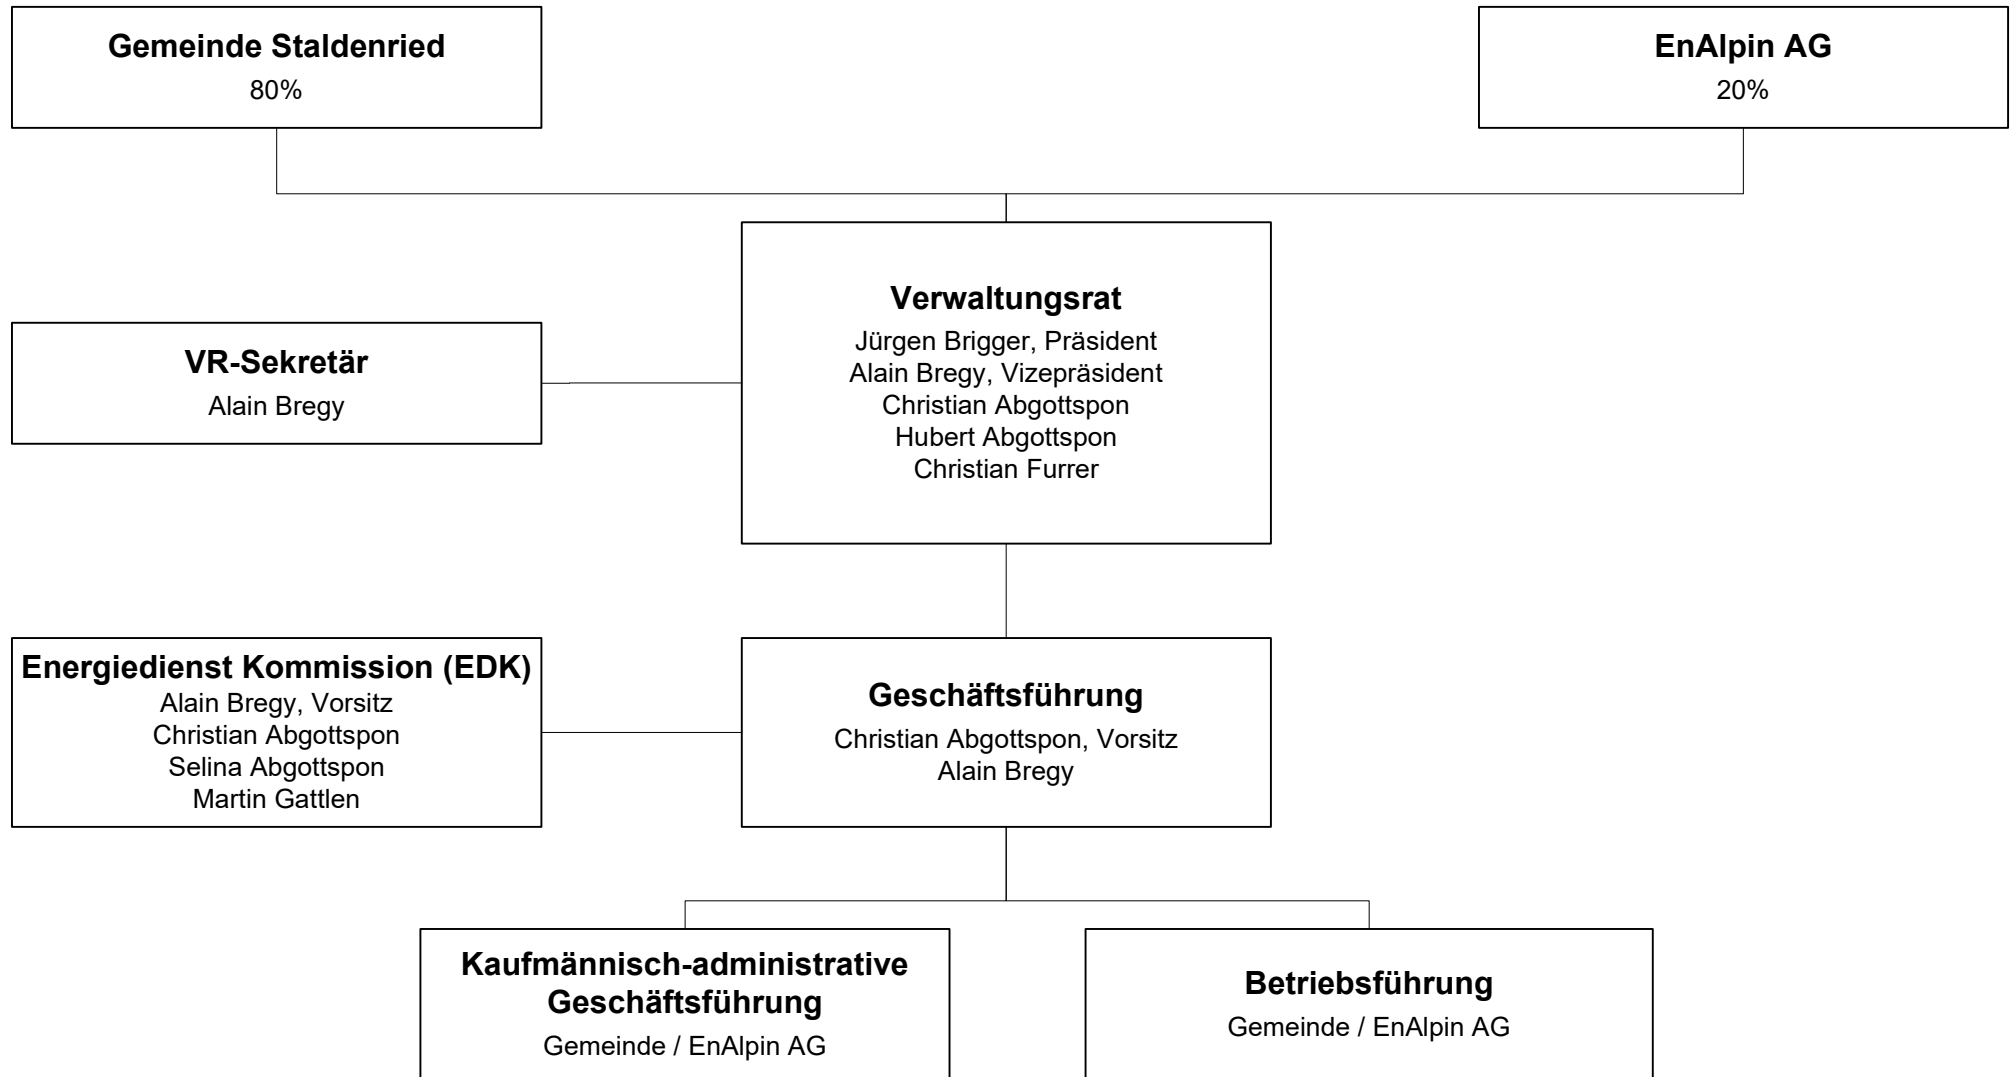 Gemeinde Staldenried
80%
EnAlpin AG
20%
Verwaltungsrat
Jürgen Brigger, Präsident
Alain Bregy, Vizepräsident
Christian Abgottspon
Hubert Abgottspon
Christian Furrer
VR-Sekretär
Alain Bregy
Energiedienst Kommission (EDK)
Alain Bregy, Vorsitz
Christian Abgottspon
Selina Abgottspon
Martin Gattlen
Geschäftsführung
Christian Abgottspon, Vorsitz
Alain Bregy
Kaufmännisch-administrative
Geschäftsführung
Gemeinde / EnAlpin AG
Betriebsführung
Gemeinde / EnAlpin AG